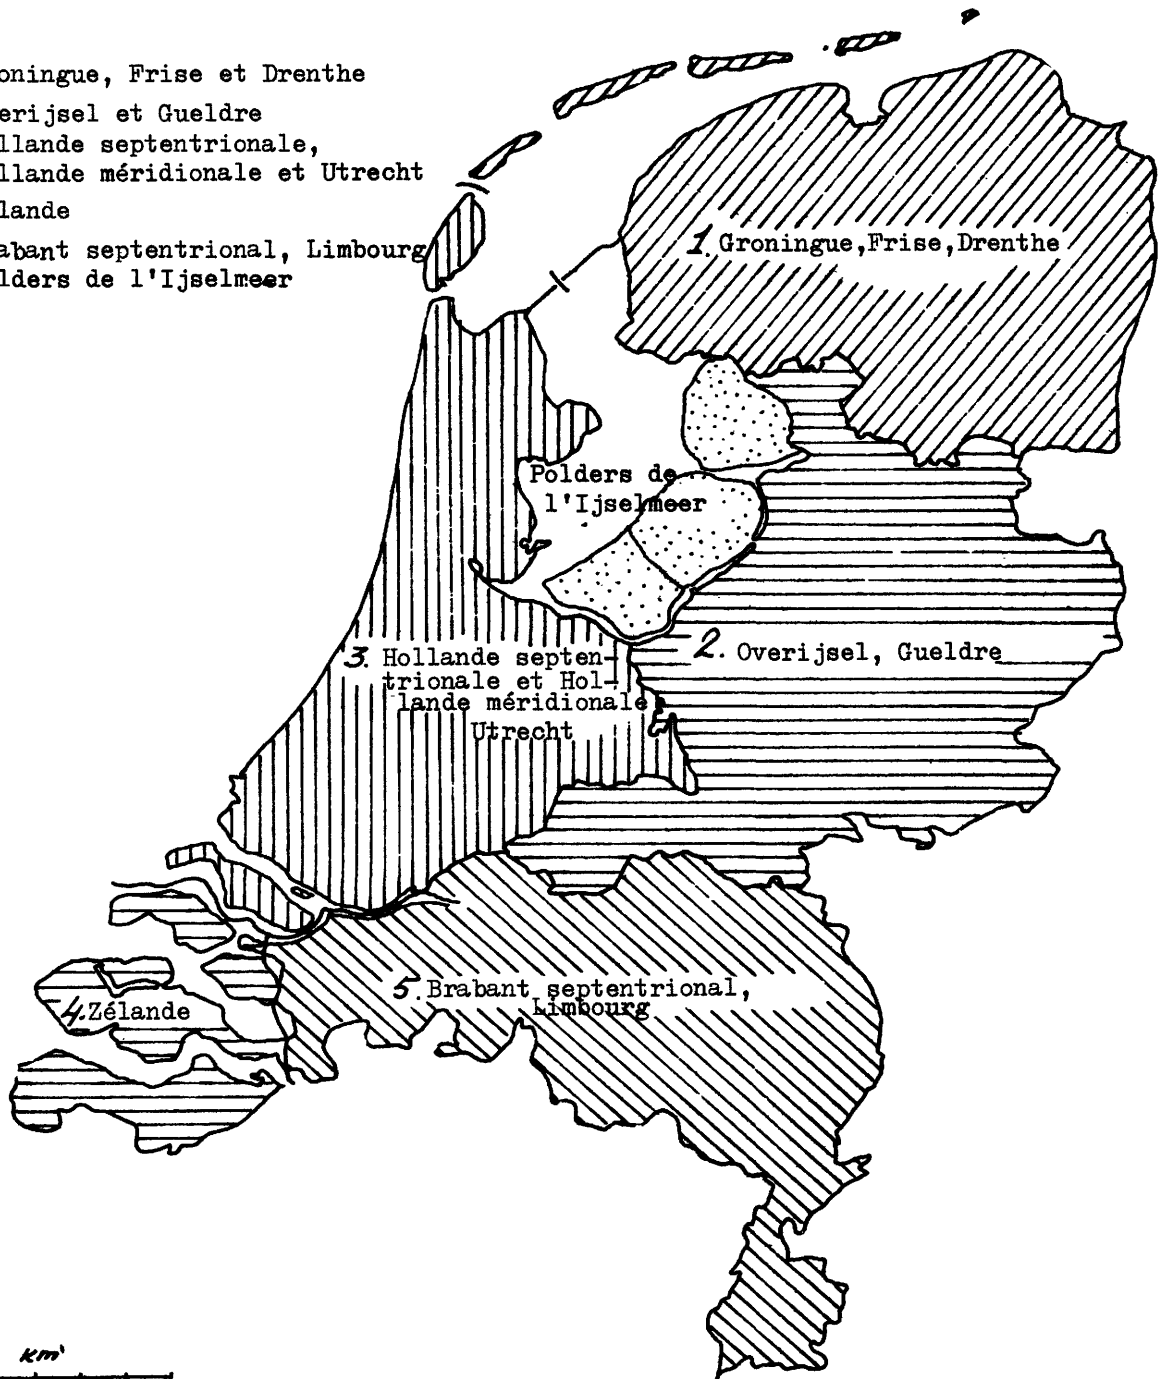 oningue, Frise et Drenthe
erijsel et Gueldre
llande septentrionale,
llande méridionale et Utrecht
lande
abant septentrional, Limbourg
lders de l'Ijselmeer
1. Groningue,Frise,Drenthe
Polders de
l'Ijselmeer
2. Overijsel, Gueldre
3. Hollande septen-
trionale et Hol-
lande méridionale
Utrecht
5. Brabant septentrional,
Limbourg
4. Zélande
km